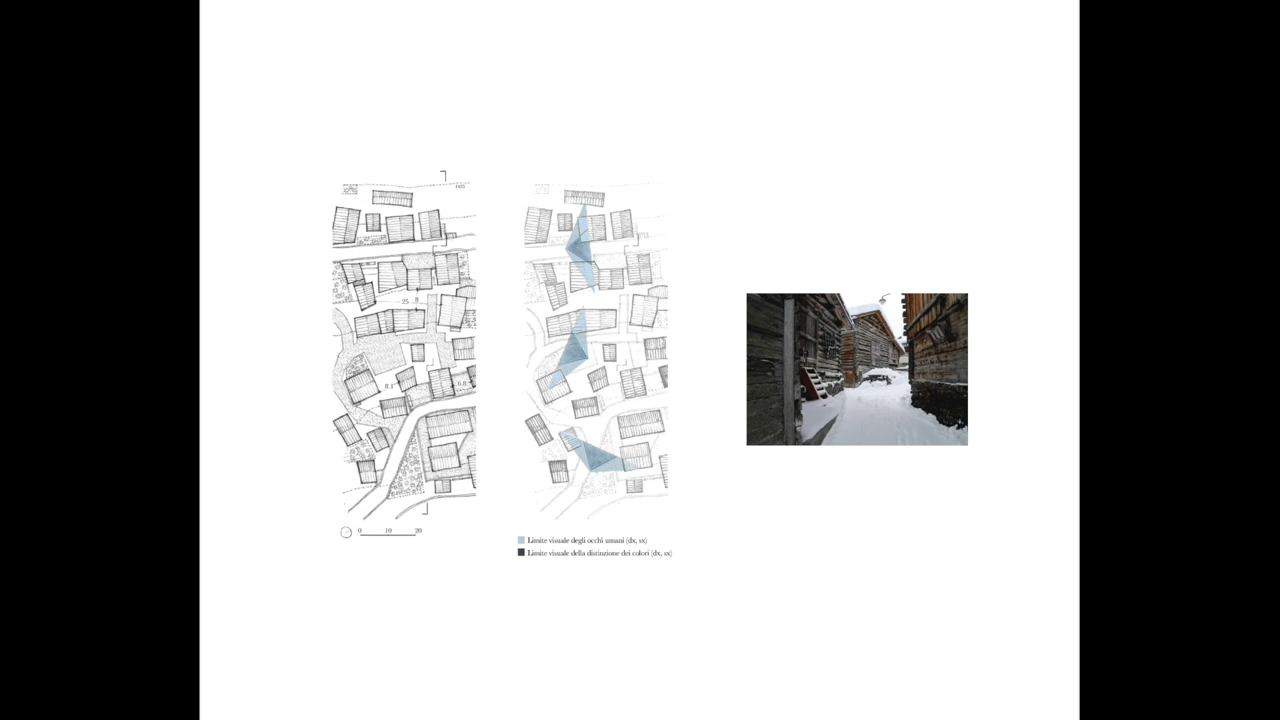 25 8
8.1
6.8
0 10 20
Limite visuale degli occhi umani (dx, sx)
Limite visuale della distinzione dei colori (dx, sx)